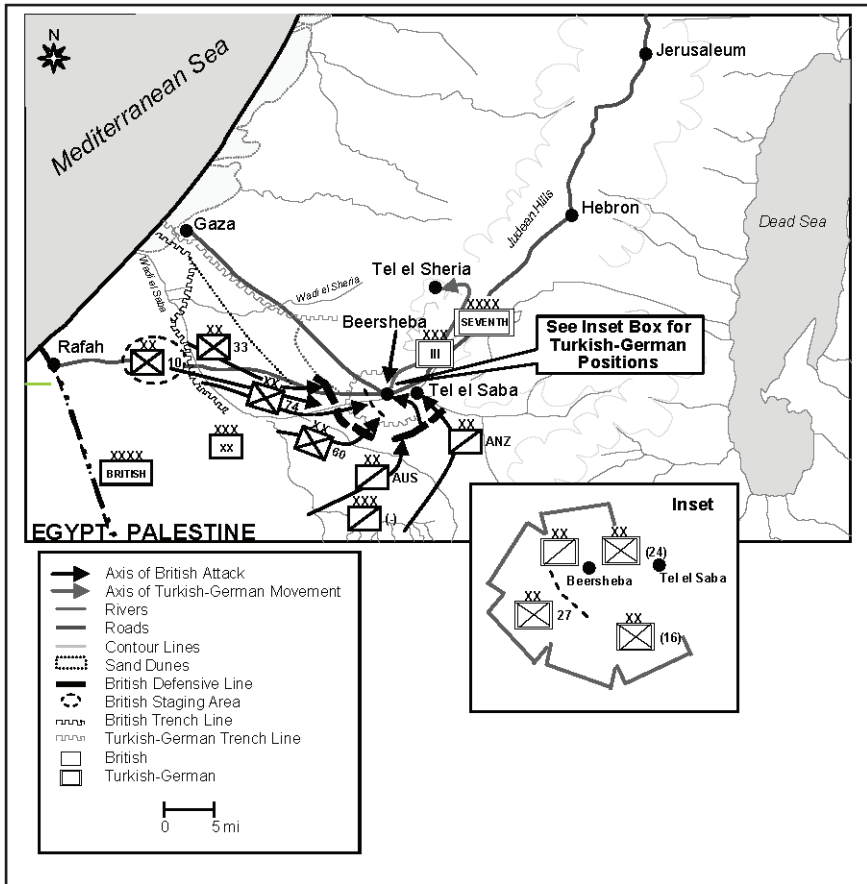 N
Mediterranean Sea
Jerusaleum
Judean Hills
Hebron
Dead Sea
Gaza
Tel el Sheria
Wadi el Sheria
Wadi el Saba
XXXX
SEVENTH
Beersheba
XXX
III
See Inset Box for
Turkish-German
Positions
Rafah
XX
10
XX
33
XX
74
Tel el Saba
XX
60
XX
ANZ
XX
AUS
XXX
XX
XXXX
BRITISH
XXX
(-)
EGYPT PALESTINE
Inset
XX
XX
(24)
Beersheba
Tel el Saba
XX
27
XX
(16)
Axis of British Attack
Axis of Turkish-German Movement
Rivers
Roads
Contour Lines
Sand Dunes
British Defensive Line
British Staging Area
British Trench Line
Turkish-German Trench Line
British
Turkish-German
0 5 mi